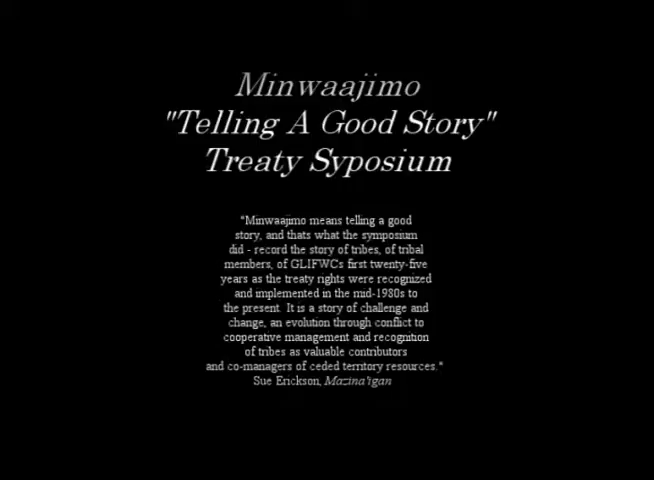 Minwaajimo
"Telling A Good Story"
Treaty Syposium
"Minwaajimo means telling a good
story, and thats what the symposium
did - record the story of tribes, of tribal
members, of GLIFWCs first twenty-five
years as the treaty rights were recognized
and implemented in the mid-1980s to
the present. It is a story of challenge and
change, an evolution through conflict to
cooperative management and recognition
of tribes as valuable contributors
and co-managers of ceded territory resources."
Sue Erickson, Mazina'igan